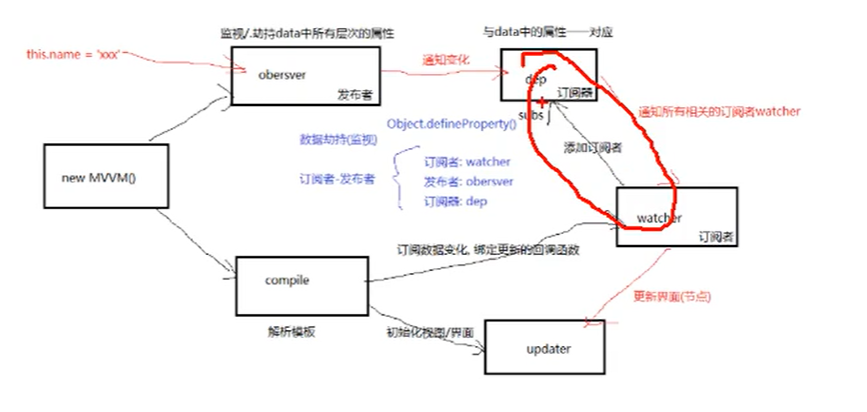 监视/.劫持data中所有层次的属性
与data中的属性一一对应
this.name = 'xxx'
obersver
发布者
通知变化
dep
订阅器
subs
通知所有相关的订阅者watcher
Object.defineProperty()
数据劫持(监视)
添加订阅者
订阅者: watcher
订阅者-发布者
发布者: obersver
订阅器: dep
new MVVM()
watcher
订阅者
订阅数据变化, 绑定更新的回调函数
compile
解析模板
初始化视图/界面
更新界面(节点)
updater